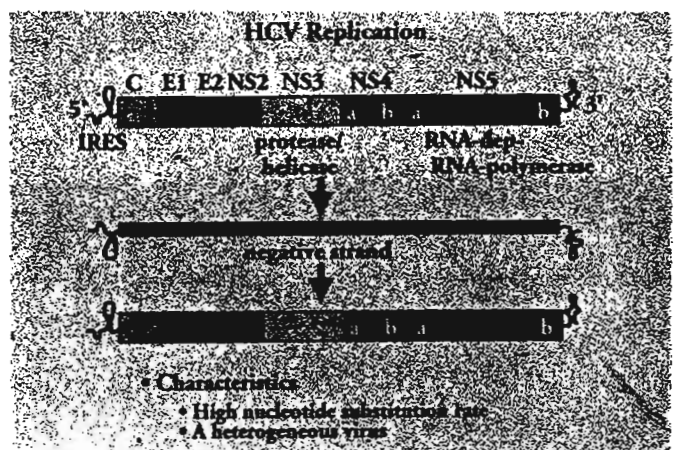 HCV Replication
C E1 E2 NS2 NS3 NS4 NS5
5' a b a b 3'
IRES protease/ RNA-dep-
helicase RNA-polymerase
negative strand
a b a b
• Characteristics
• High nucleotide substitution rate
• A heterogeneous virus